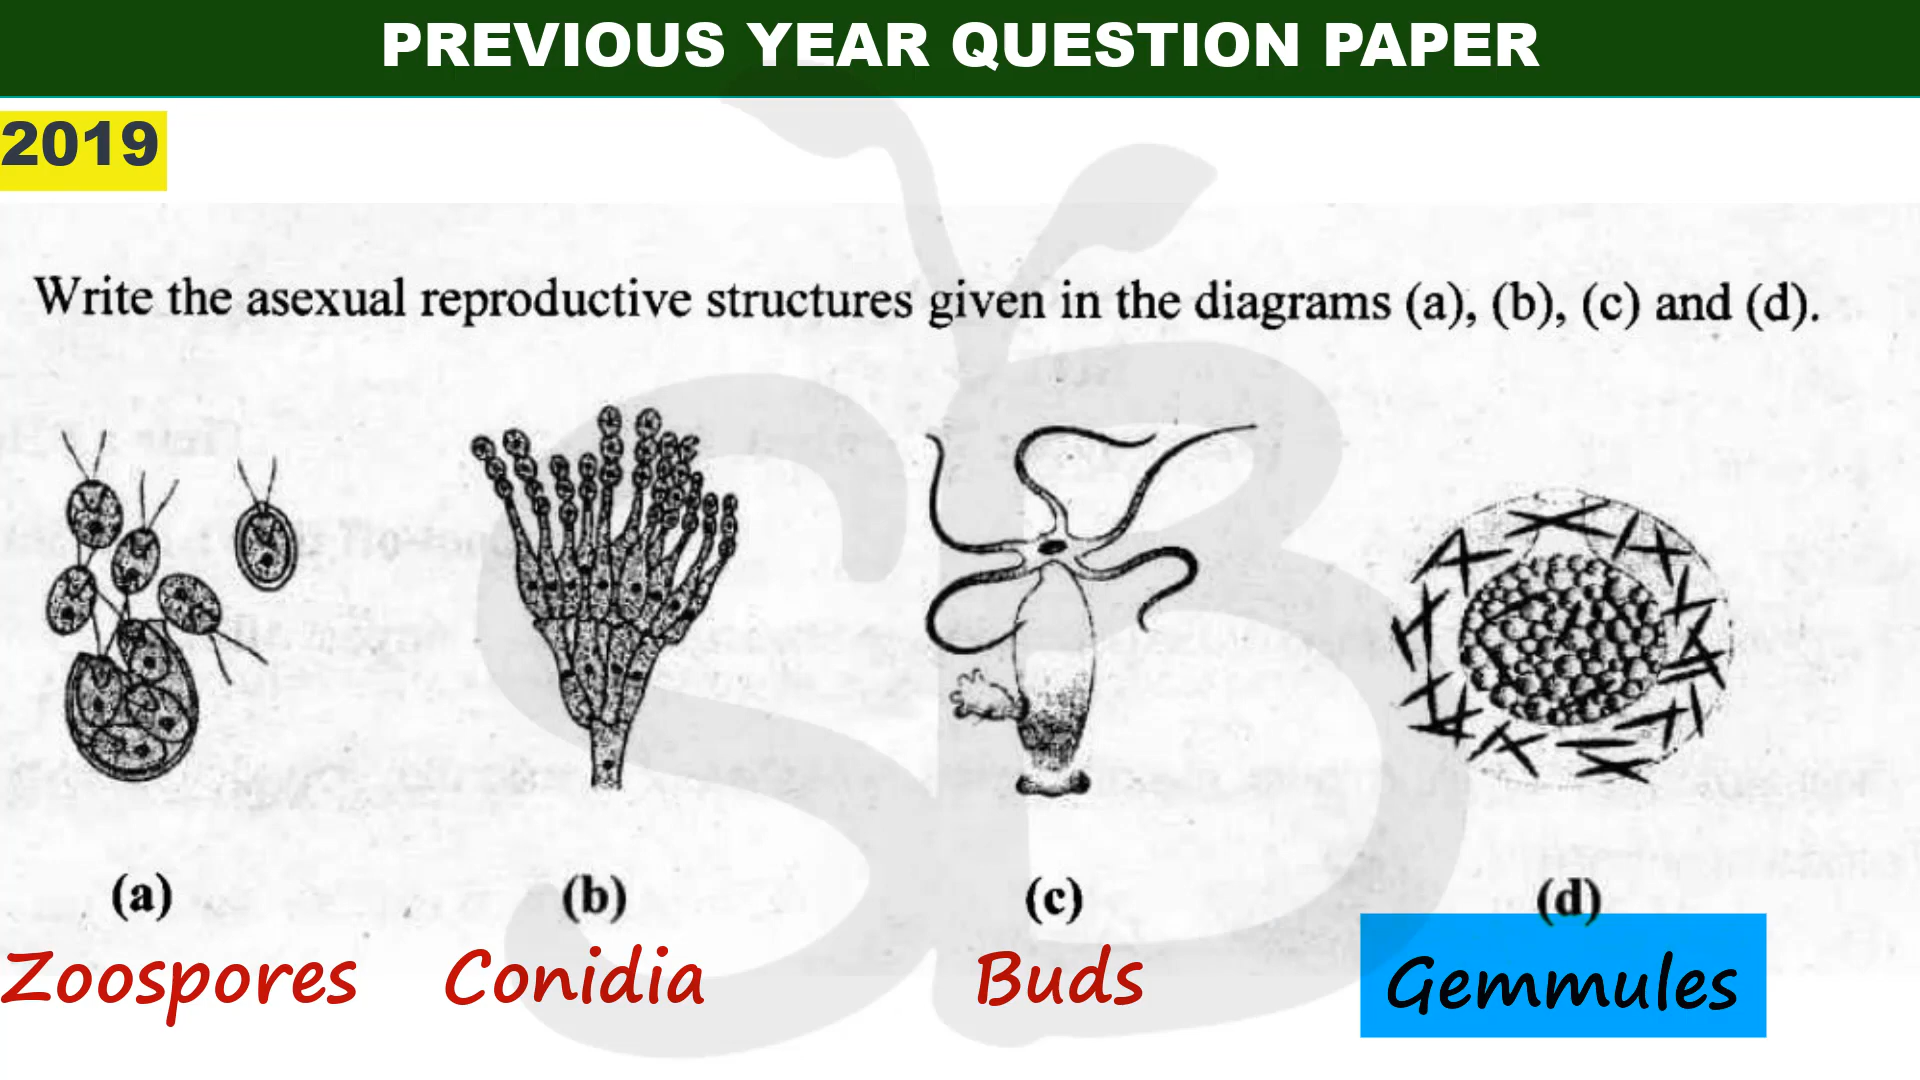 PREVIOUS YEAR QUESTION PAPER
2019
Write the asexual reproductive structures given in the diagrams (a), (b), (c) and (d).
(a) (b) (c) (d)
Zoospores Conidia Buds Gemmules
SB